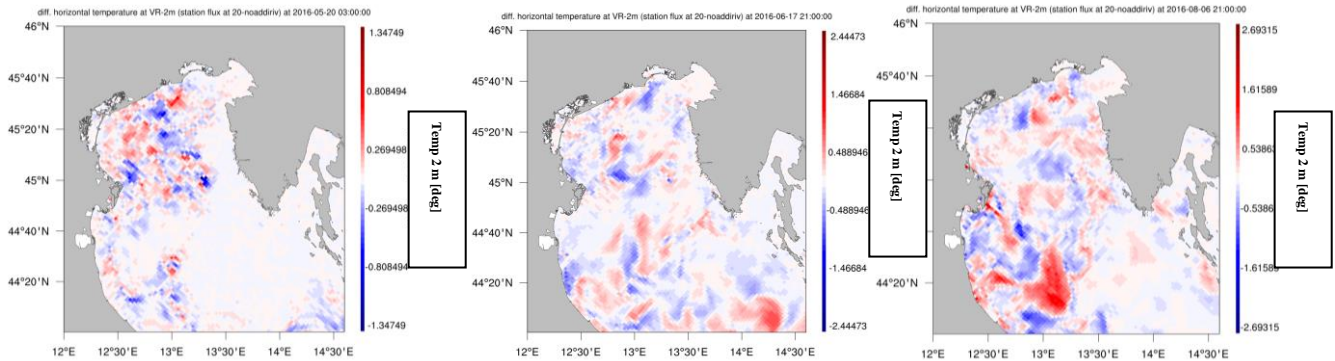 diff. horizontal temperature at VR-2m (station flux at 20-noaddiriv) at 2016-05-20 03:00:00
46°N
45°40'N
45°20'N
45°N
44°40'N
44°20'N
12°E 12°30'E 13°E 13°30'E 14°E 14°30'E
1.34749
0.808494
0.269498
-0.269498
-0.808494
-1.34749
Temp 2 m [deg]
diff. horizontal temperature at VR-2m (station flux at 20-noaddiriv) at 2016-06-17 21:00:00
46°N
45°40'N
45°20'N
45°N
44°40'N
44°20'N
12°E 12°30'E 13°E 13°30'E 14°E 14°30'E
2.44473
1.46684
0.488946
-0.488946
-1.46684
-2.44473
Temp 2 m [deg]
diff. horizontal temperature at VR-2m (station flux at 20-noaddiriv) at 2016-08-06 21:00:00
46°N
45°40'N
45°20'N
45°N
44°40'N
44°20'N
12°E 12°30'E 13°E 13°30'E 14°E 14°30'E
2.69315
1.61589
0.5386
-0.5386
-1.6158
-2.69315
Temp 2 m [deg]